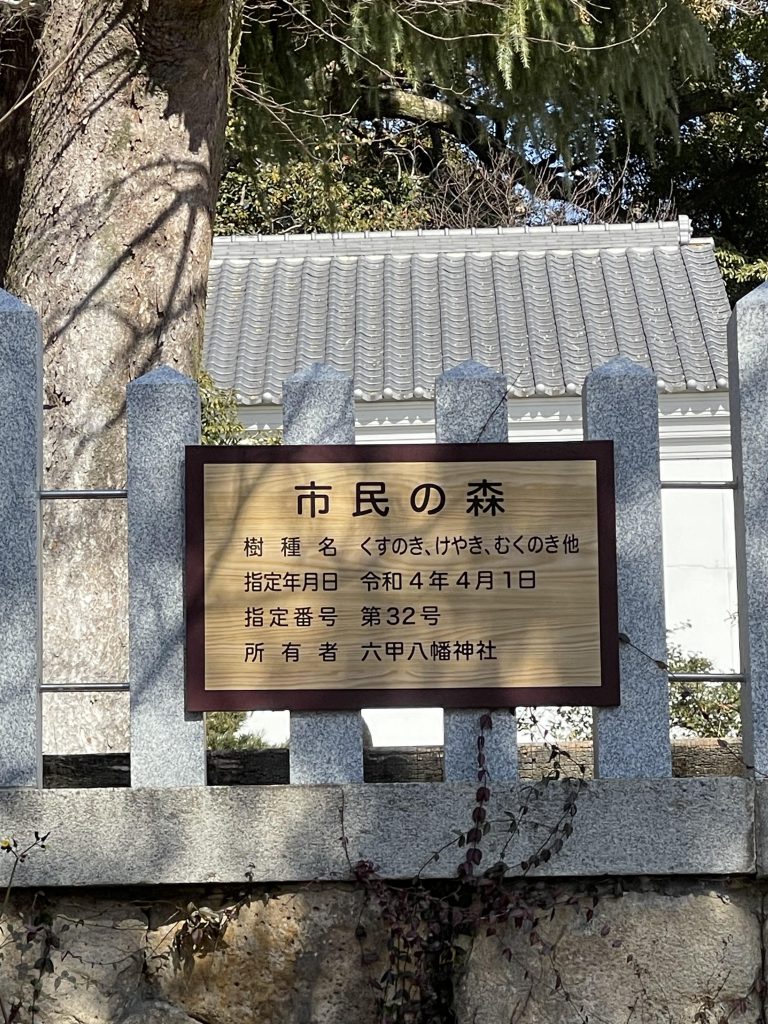 市民の森
樹種名 くすのき、けやき、むくのき他
指定年月日 令和4年4月1日
指定番号 第32号
所有者 六甲八幡神社